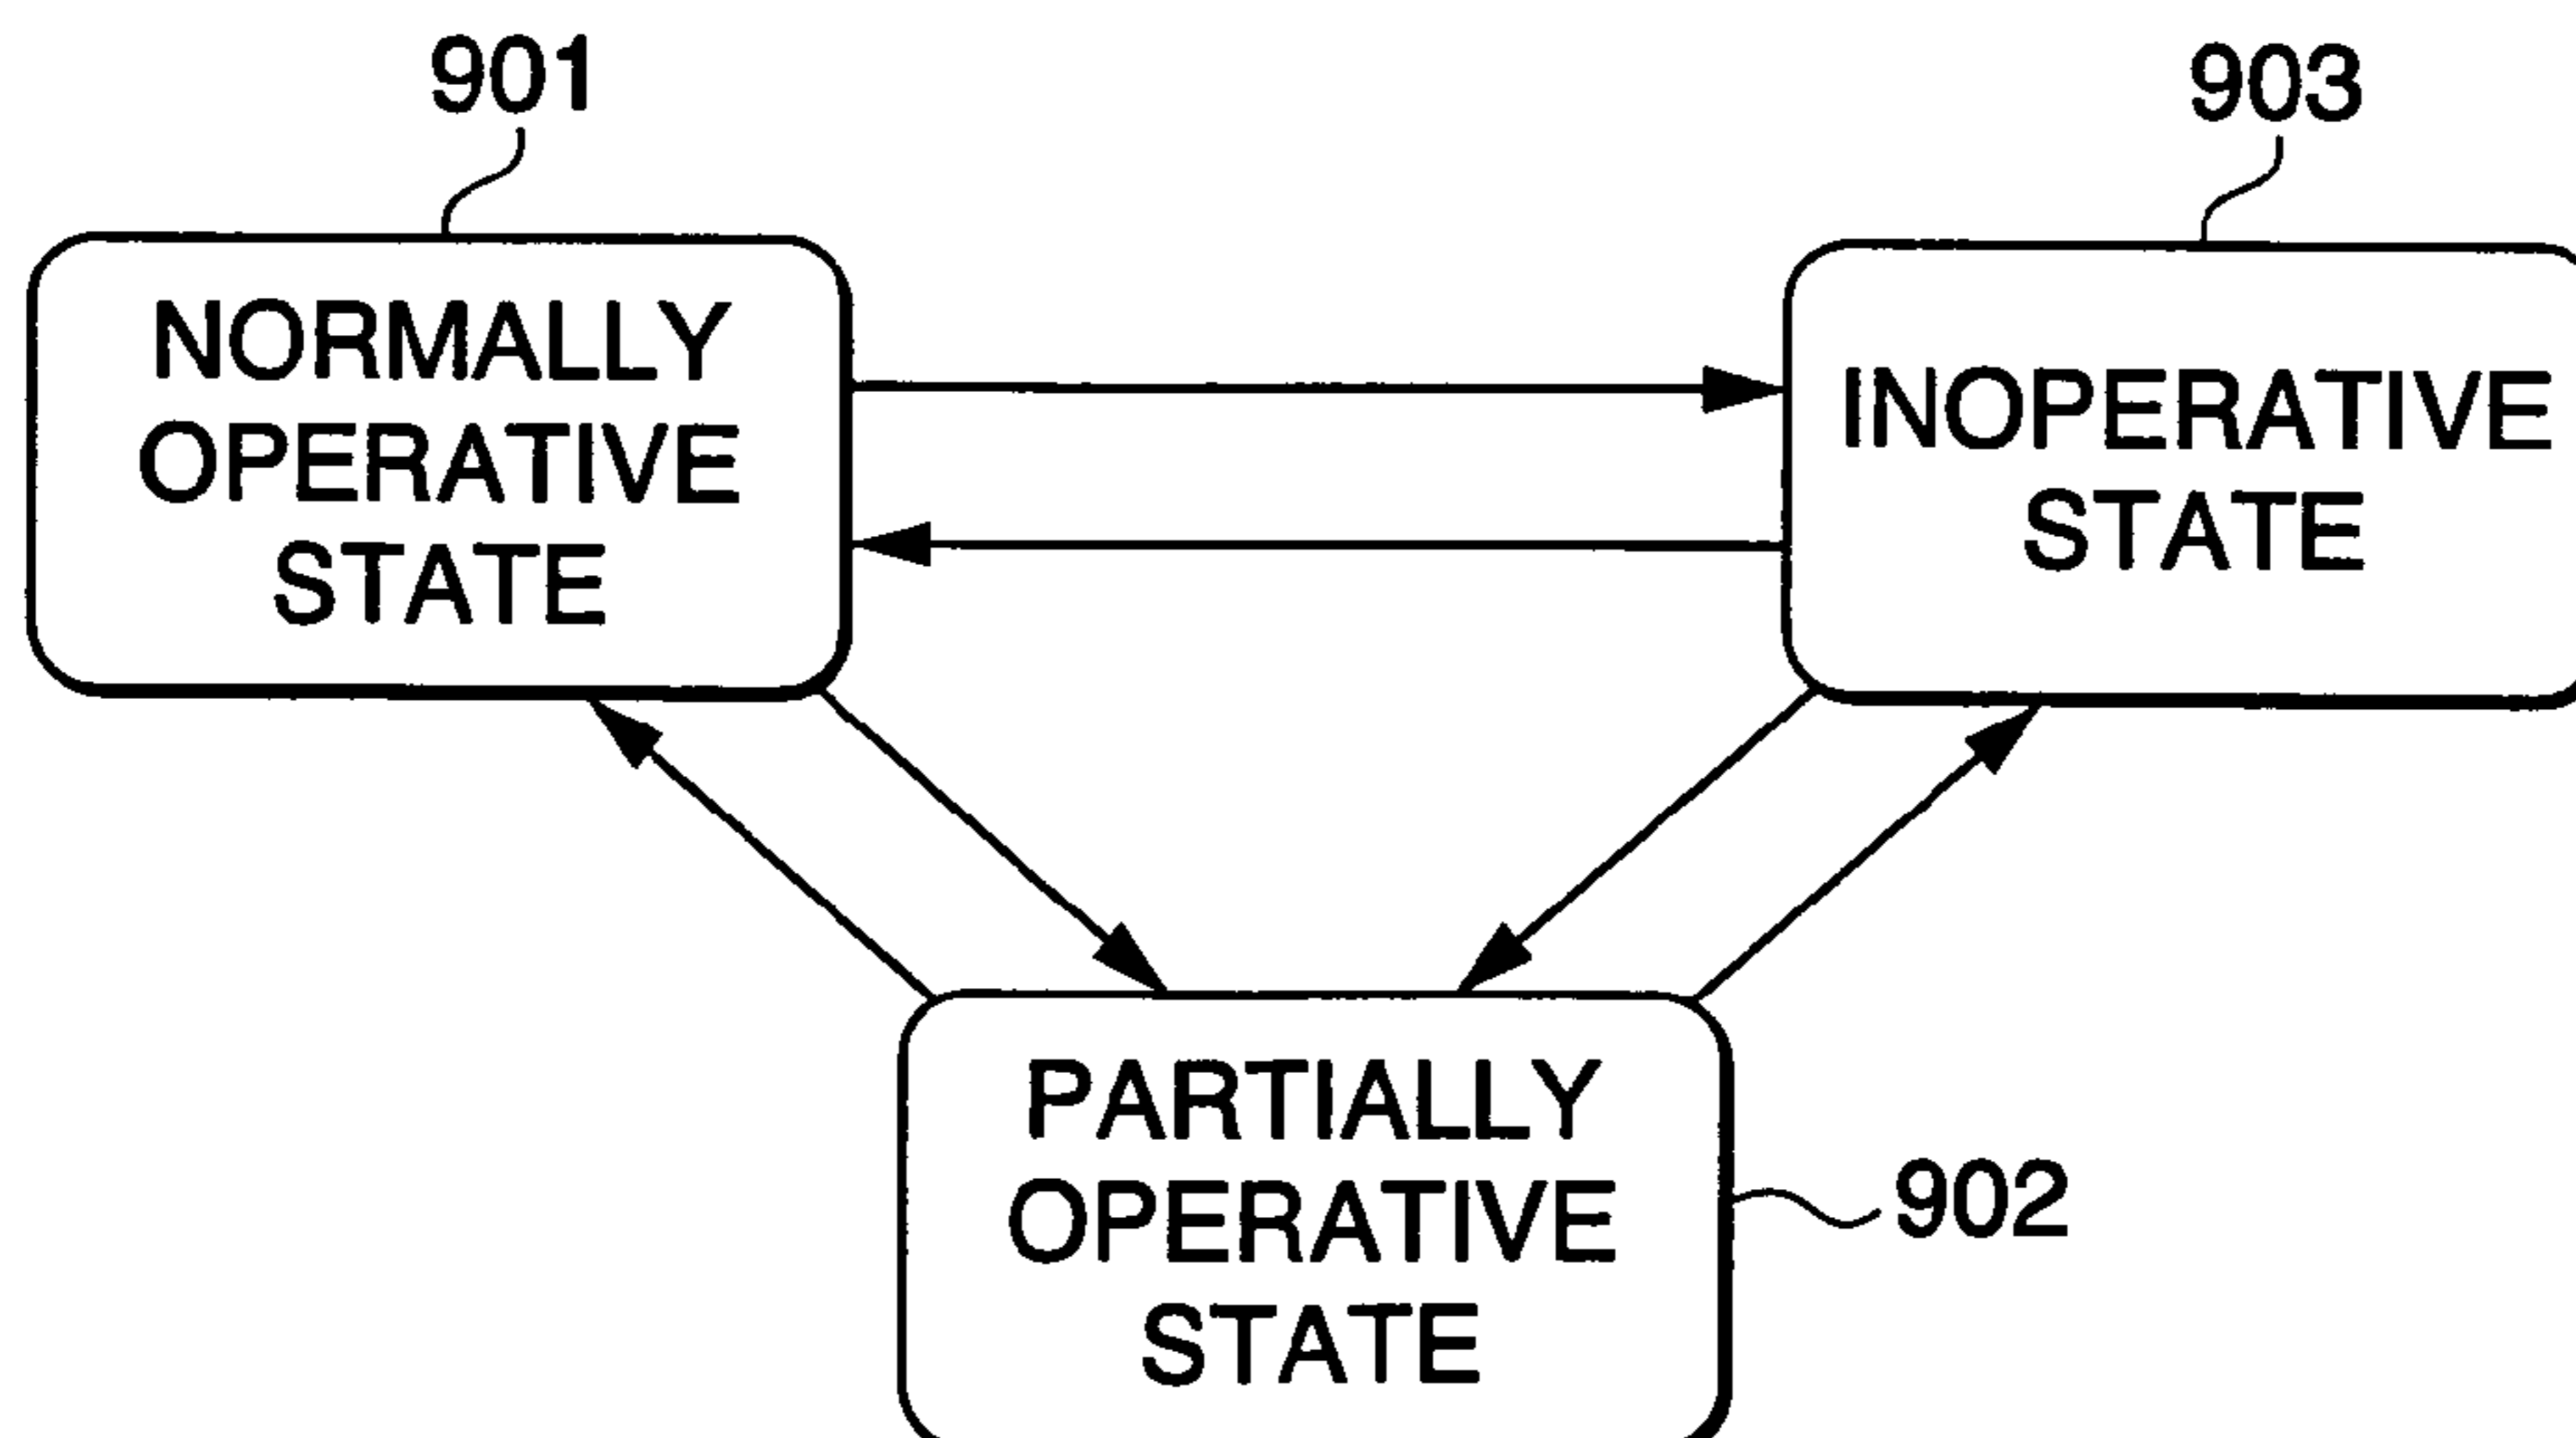 901
903
NORMALLY
OPERATIVE
STATE
INOPERATIVE
STATE
PARTIALLY
OPERATIVE
STATE
902